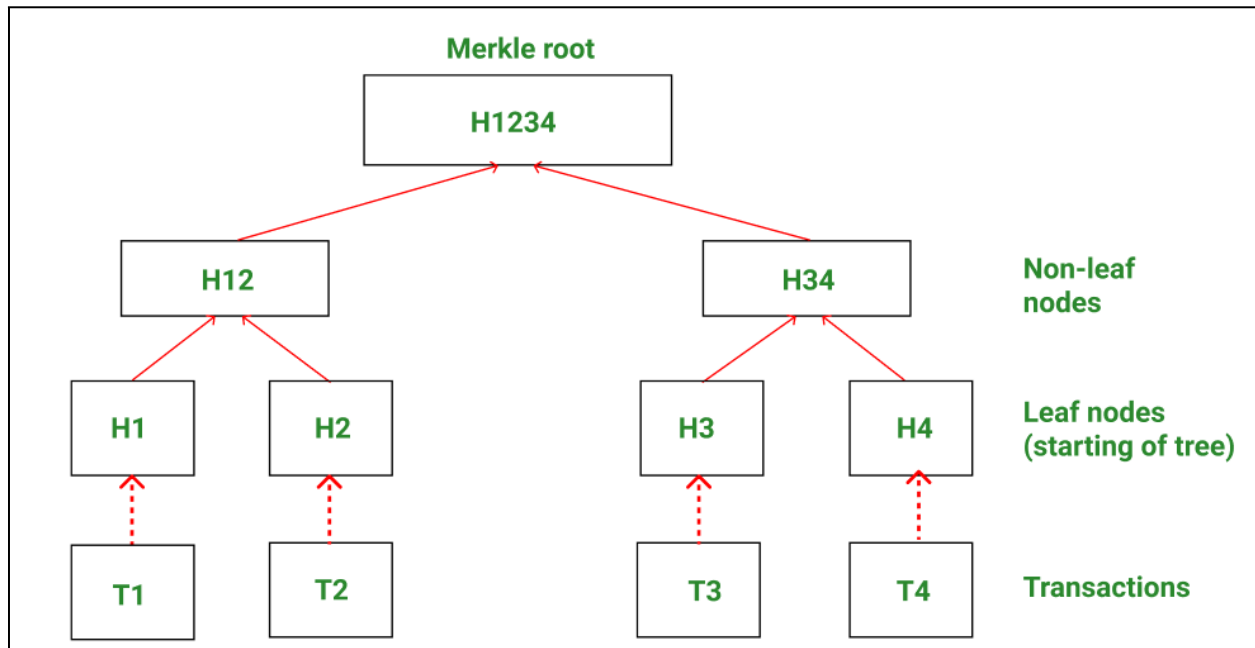 Merkle root
H1234
H12
H34
Non-leaf
nodes
H1
H2
H3
H4
Leaf nodes
(starting of tree)
T1
T2
T3
T4
Transactions